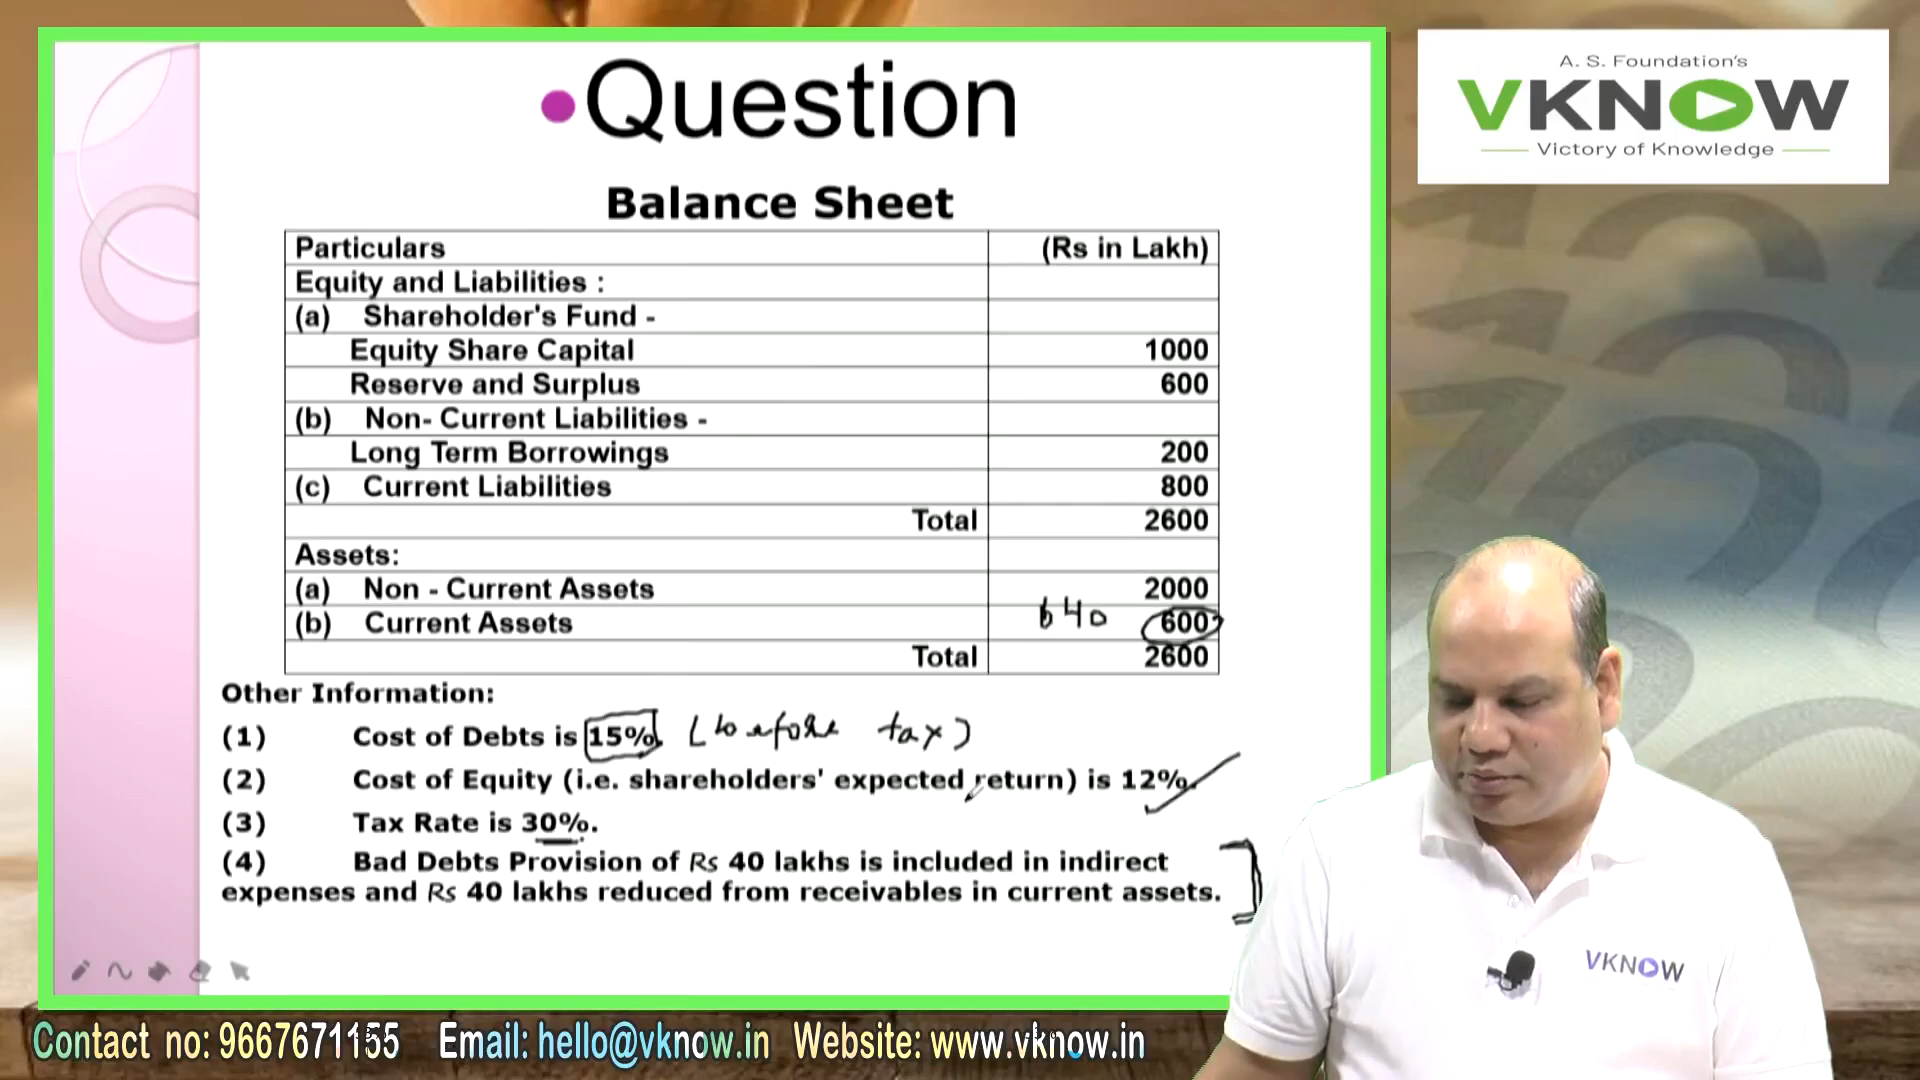 •Question
A. S. Foundation's
VKNOW
Victory of Knowledge
Balance Sheet
Particulars (Rs in Lakh)
Equity and Liabilities :
(a) Shareholder's Fund -
Equity Share Capital 1000
Reserve and Surplus 600
(b) Non- Current Liabilities -
Long Term Borrowings 200
(c) Current Liabilities 800
Total 2600
Assets:
(a) Non - Current Assets 2000
(b) Current Assets 640 600
Total 2600
Other Information:
(1) Cost of Debts is 15%. (before tax)
(2) Cost of Equity (i.e. shareholders' expected return) is 12%.
(3) Tax Rate is 30%.
(4) Bad Debts Provision of Rs 40 lakhs is included in indirect
expenses and Rs 40 lakhs reduced from receivables in current assets.
VKNOW
Contact no: 9667671155 Email: hello@vknow.in Website: www.vknow.in